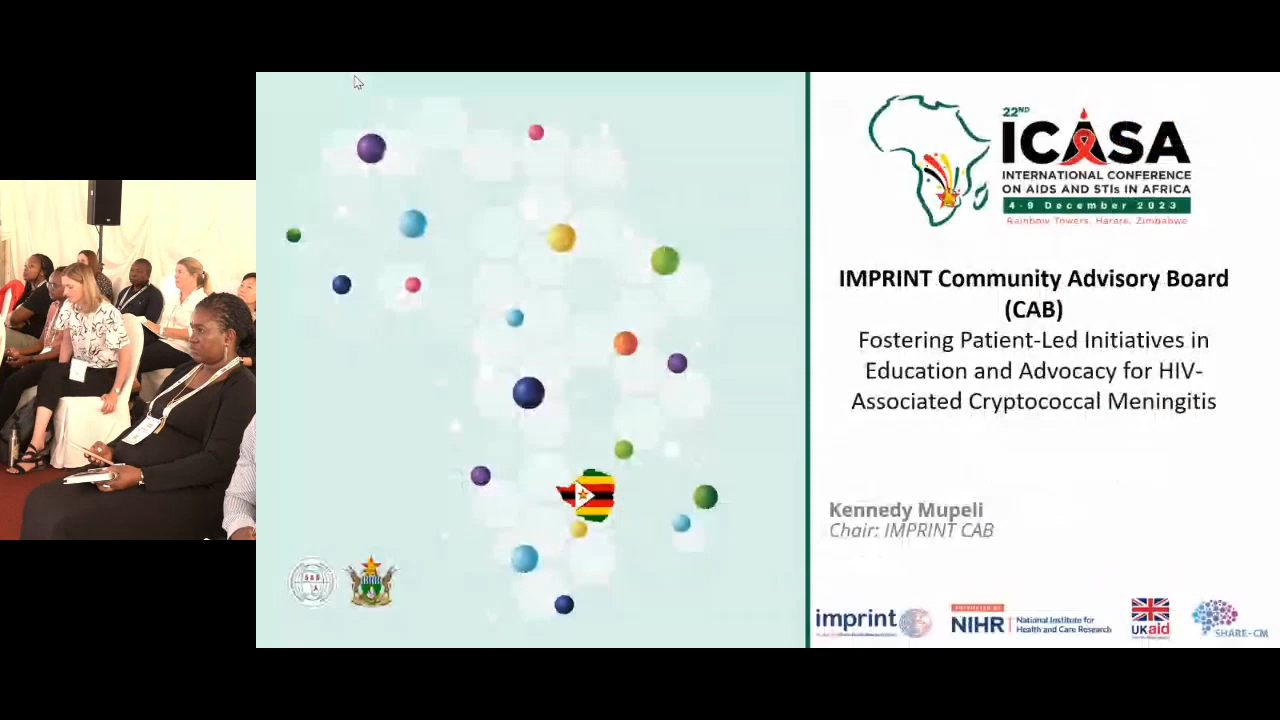 22ND
ICASA
INTERNATIONAL CONFERENCE
ON AIDS AND STIs IN AFRICA
4-9 December 2023
Rainbow Towers, Harare, Zimbabwe
IMPRINT Community Advisory Board
(CAB)
Fostering Patient-Led Initiatives in
Education and Advocacy for HIV-
Associated Cryptococcal Meningitis
Kennedy Mupeli
Chair: IMPRINT CAB
imprint
NIHR | National Institute for
Health and Care Research
UKaid
SHARE-CM